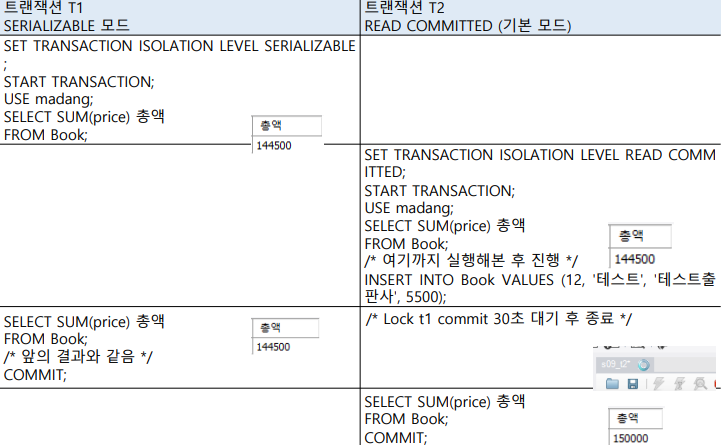 트랜잭션 T1
SERIALIZABLE 모드
트랜잭션 T2
READ COMMITTED (기본 모드)
SET TRANSACTION ISOLATION LEVEL SERIALIZABLE
;
START TRANSACTION;
USE madang;
SELECT SUM(price) 총액
FROM Book;
총액
144500
SET TRANSACTION ISOLATION LEVEL READ COMM
ITTED;
START TRANSACTION;
USE madang;
SELECT SUM(price) 총액
FROM Book;
/* 여기까지 실행해본 후 진행 */
INSERT INTO Book VALUES (12, '테스트', '테스트출
판사', 5500);
총액
144500
SELECT SUM(price) 총액
FROM Book;
/* 앞의 결과와 같음 */
COMMIT;
총액
144500
/* Lock t1 commit 30초 대기 후 종료 */
s09_t2*
SELECT SUM(price) 총액
FROM Book;
COMMIT;
총액
150000